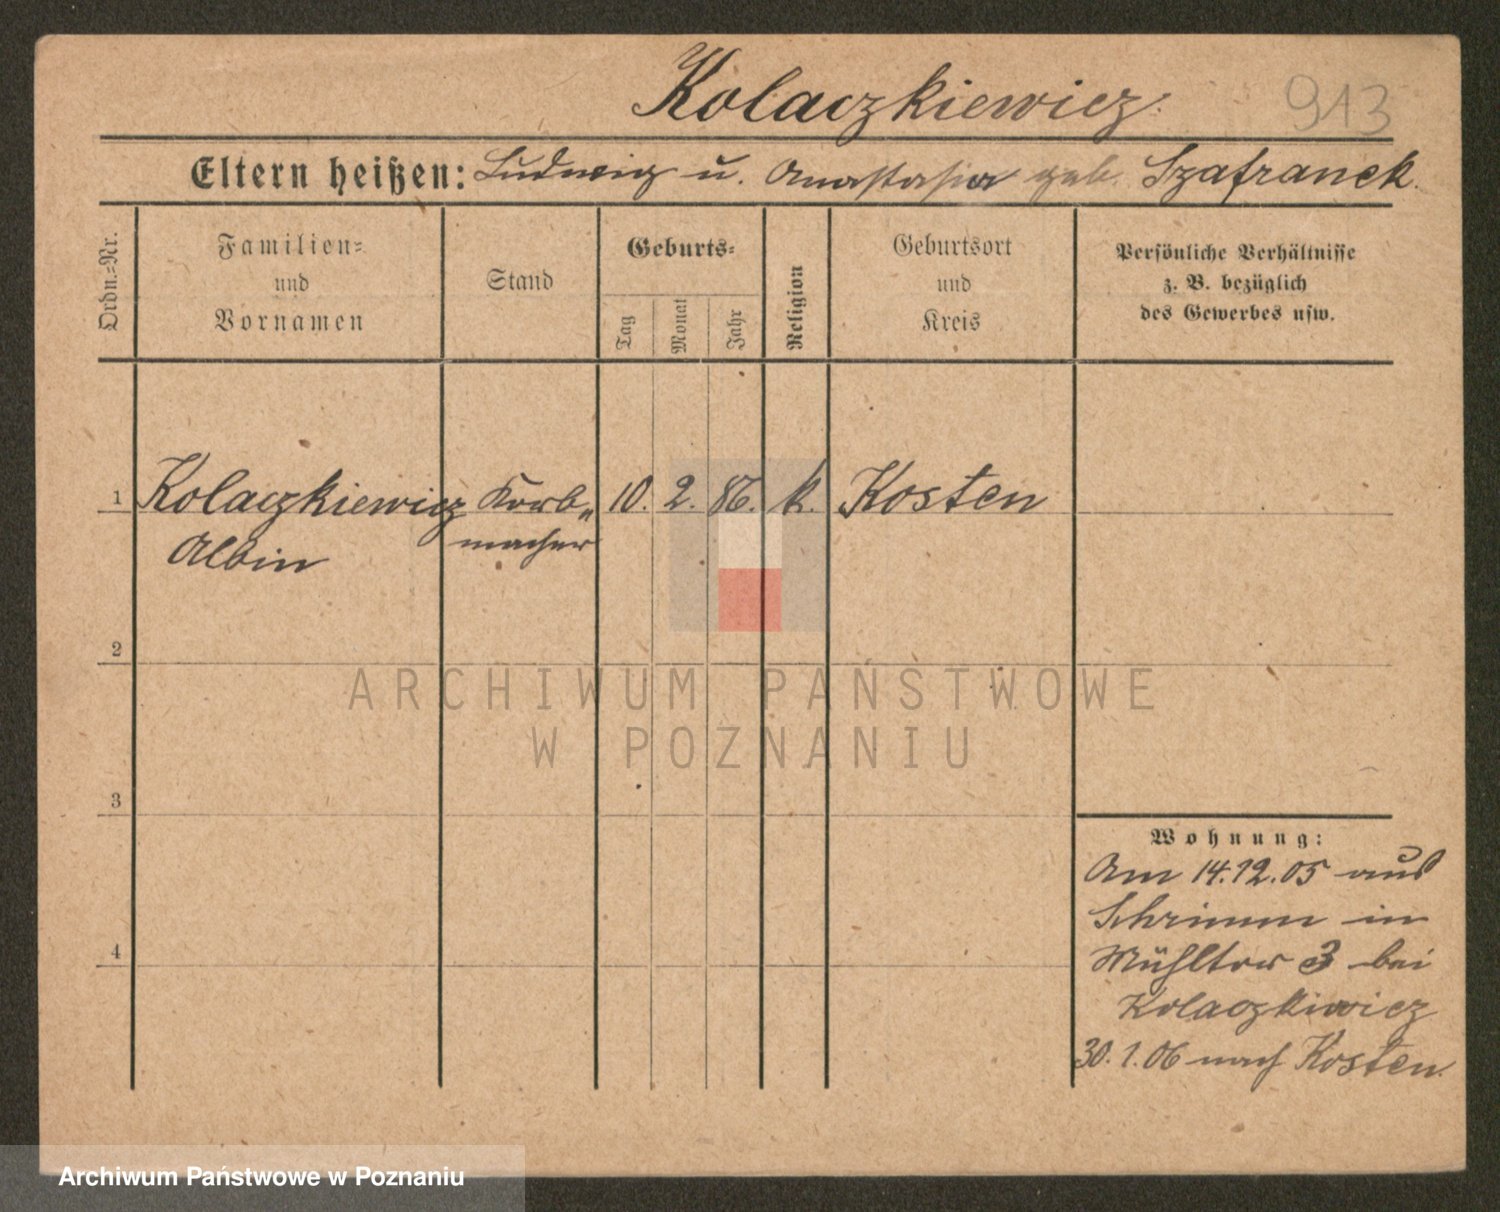 Kolaczkiewicz
913
Eltern heißen: Ludwig u. Anastasia geb. Szafranek.
Ordn.=Nr.
Familien=
und
Vornamen
Stand
Geburts=
Tag
Monat
Jahr
Religion
Geburtsort
und
Kreis
Persönliche Verhältnisse
z. B. bezüglich
des Gewerbes usw.
1 Kolaczkiewicz Korb„ 10. 2. 86. k. Kosten
Albin macher
2
ARCHIWUM PAŃSTWOWE
W POZNANIU
3
Wohnung:
Am 14.12.05 aus
Schrimm in
Mühltor 3 bei
4
Kolaczkiewicz
30.1.06 nach Kosten.
Archiwum Państwowe w Poznaniu